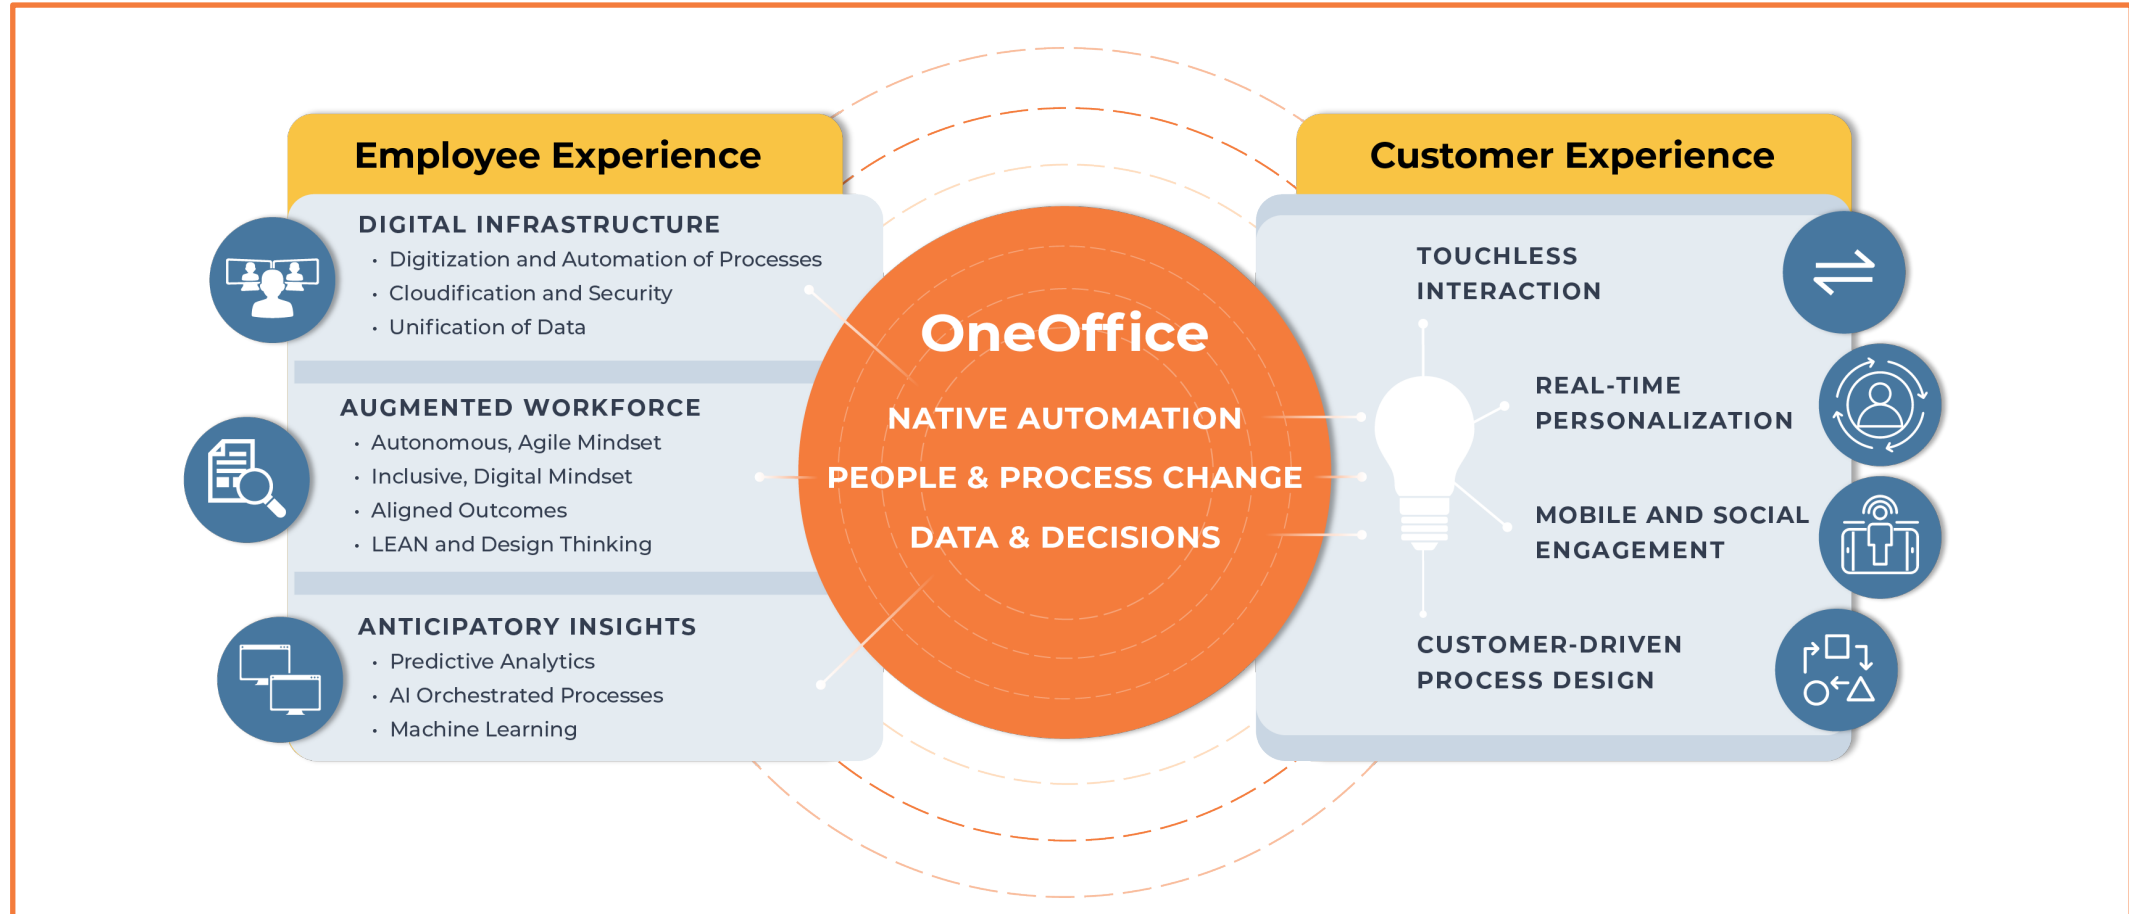 Employee Experience
DIGITAL INFRASTRUCTURE
• Digitization and Automation of Processes
• Cloudification and Security
• Unification of Data
AUGMENTED WORKFORCE
• Autonomous, Agile Mindset
• Inclusive, Digital Mindset
• Aligned Outcomes
• LEAN and Design Thinking
ANTICIPATORY INSIGHTS
• Predictive Analytics
• AI Orchestrated Processes
• Machine Learning
OneOffice
NATIVE AUTOMATION
PEOPLE & PROCESS CHANGE
DATA & DECISIONS
Customer Experience
TOUCHLESS
INTERACTION
REAL-TIME
PERSONALIZATION
MOBILE AND SOCIAL
ENGAGEMENT
CUSTOMER-DRIVEN
PROCESS DESIGN